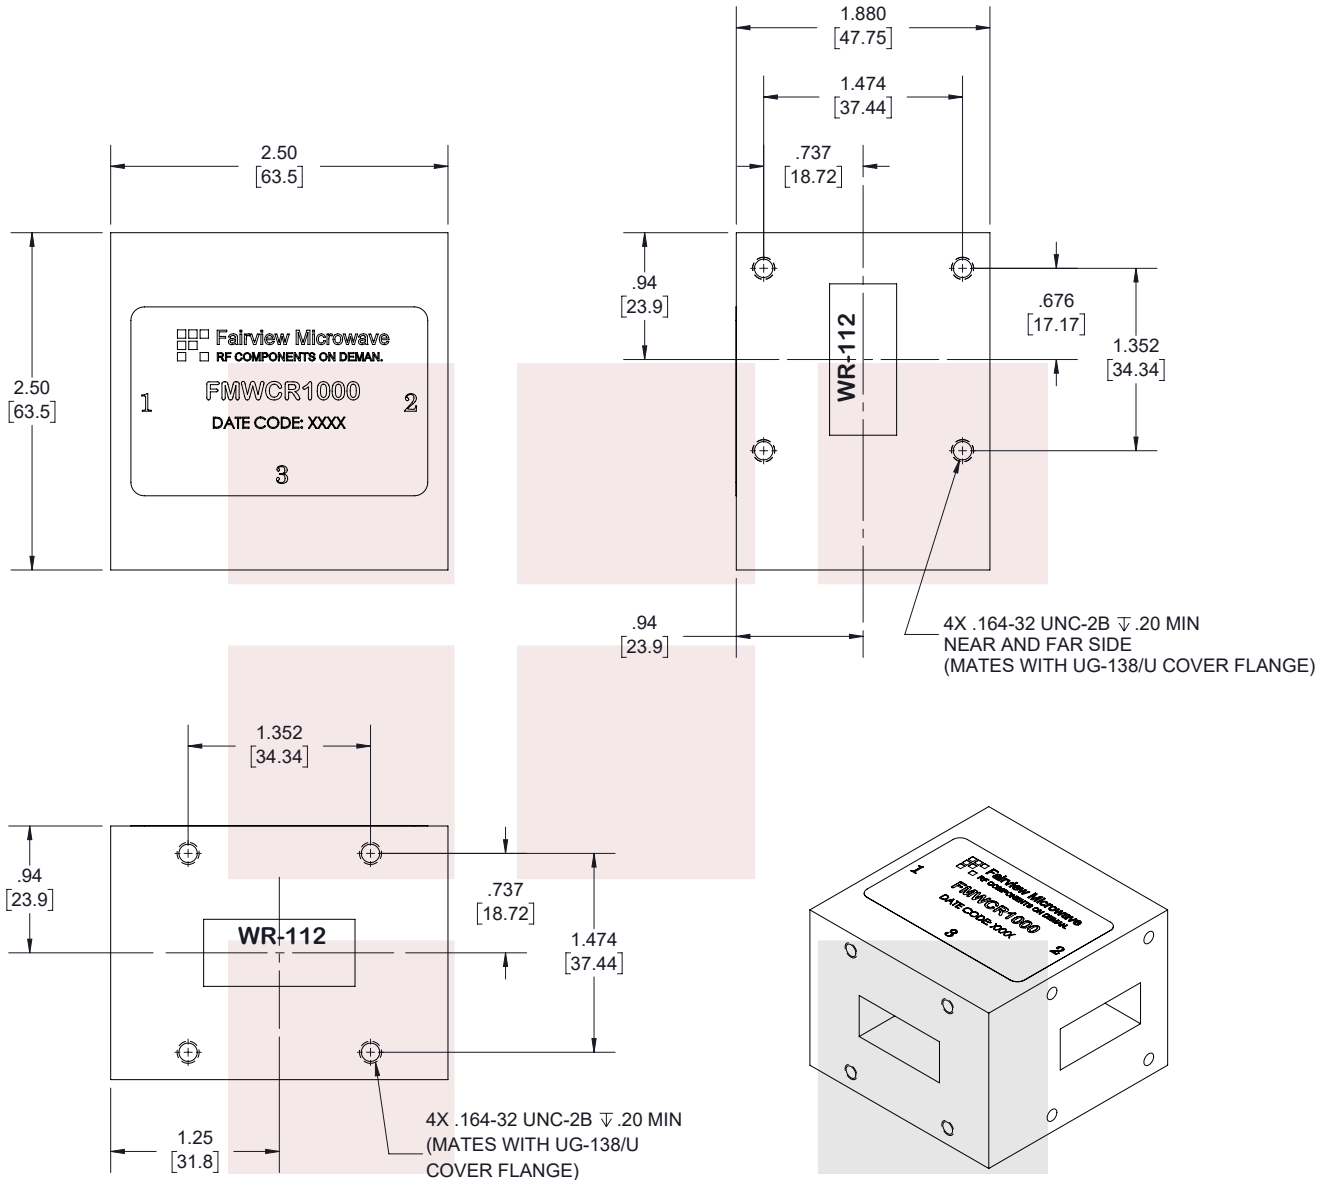 1.880
[47.75]
1.474
[37.44]
.737
[18.72]
2.50
[63.5]
.94
[23.9]
.676
[17.17]
1.352
[34.34]
WR-112
2.50
[63.5]
Fairview Microwave
RF COMPONENTS ON DEMAN.
FMWCR1000
1
2
DATE CODE: XXXX
3
.94
[23.9]
4X .164-32 UNC-2B ↧ .20 MIN
NEAR AND FAR SIDE
(MATES WITH UG-138/U COVER FLANGE)
1.352
[34.34]
.94
[23.9]
.737
[18.72]
WR-112
1.474
[37.44]
4X .164-32 UNC-2B ↧ .20 MIN
(MATES WITH UG-138/U
COVER FLANGE)
1.25
[31.8]
Fairview Microwave
RF COMPONENTS ON DEMAN.
1
FMWCR1000
DATE CODE: XXXX
3
2